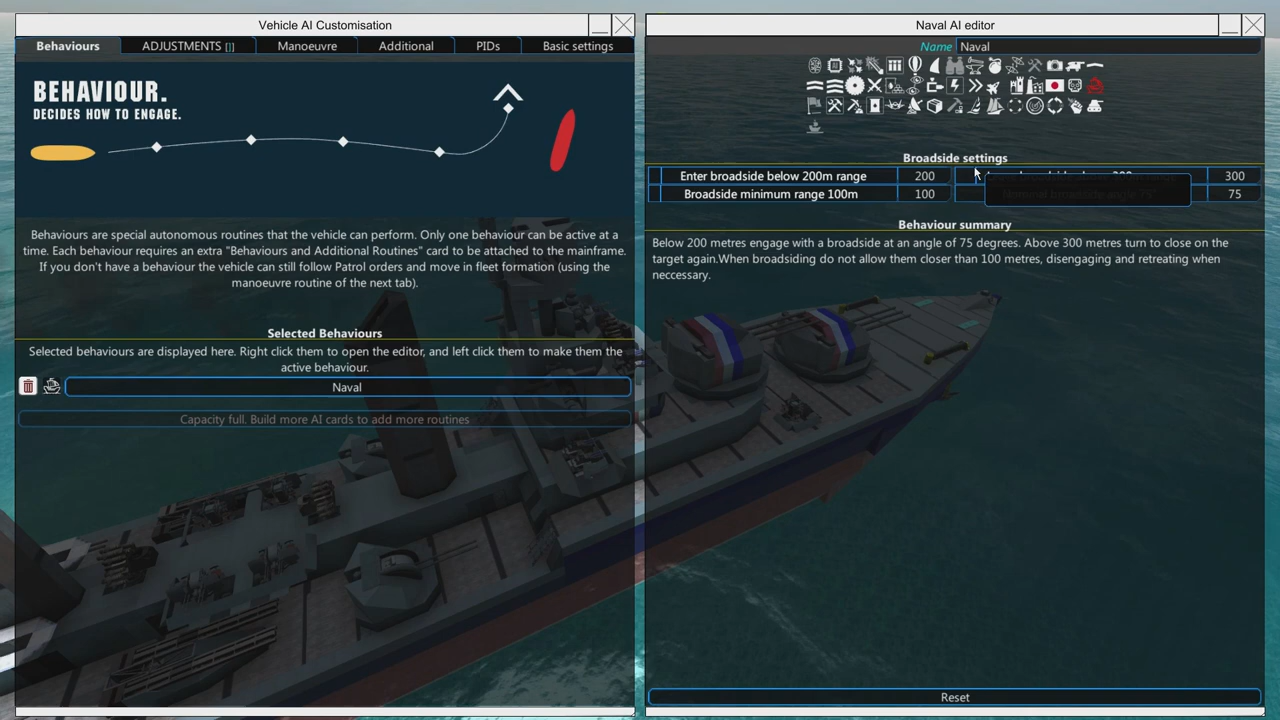 Vehicle AI Customisation
Behaviours
ADJUSTMENTS []
Manoeuvre
Additional
PIDs
Basic settings
BEHAVIOUR.
DECIDES HOW TO ENGAGE.
Behaviours are special autonomous routines that the vehicle can perform. Only one behaviour can be active at a
time. Each behaviour requires an extra "Behaviours and Additional Routines" card to be attached to the mainframe.
If you don't have a behaviour the vehicle can still follow Patrol orders and move in fleet formation (using the
manoeuvre routine of the next tab).
Selected Behaviours
Selected behaviours are displayed here. Right click them to open the editor, and left click them to make them the
active behaviour.
Naval
Capacity full. Build more AI cards to add more routines
Naval AI editor
Name Naval
Broadside settings
Enter broadside below 200m range 200
300
Broadside minimum range 100m 100
75
Behaviour summary
Below 200 metres engage with a broadside at an angle of 75 degrees. Above 300 metres turn to close on the
target again.When broadsiding do not allow them closer than 100 metres, disengaging and retreating when
neccessary.
Reset